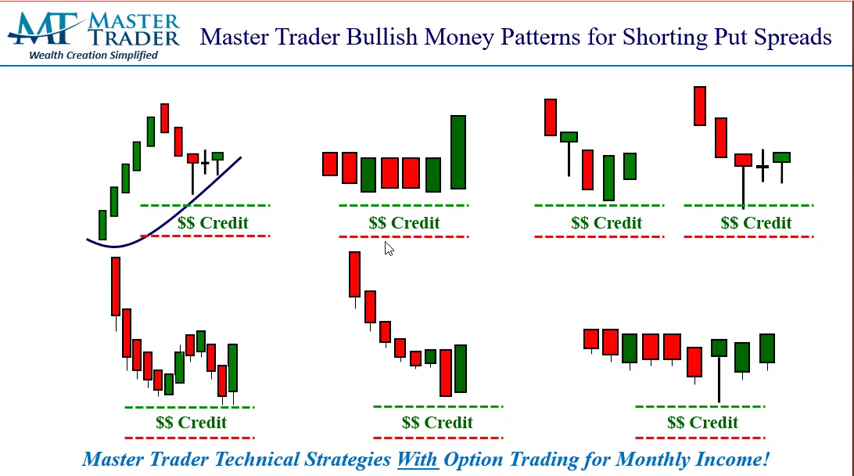 MT MASTER
TRADER
Wealth Creation Simplified
Master Trader Bullish Money Patterns for Shorting Put Spreads
$$ Credit
$$ Credit
$$ Credit
$$ Credit
$$ Credit
$$ Credit
$$ Credit
Master Trader Technical Strategies With Option Trading for Monthly Income!